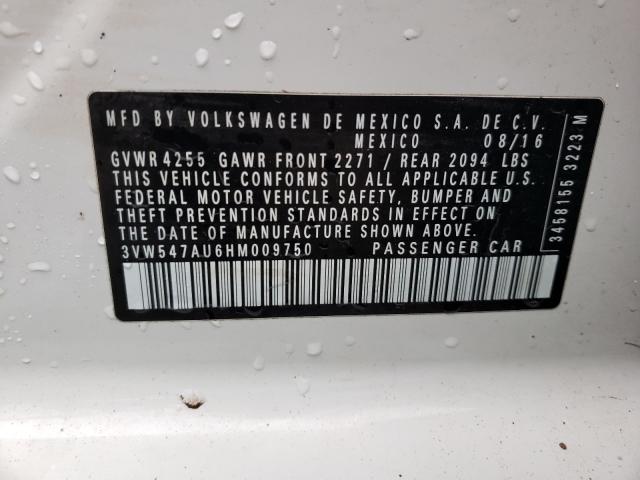 MFD BY VOLKSWAGEN DE MEXICO S.A. DE C.V.
MEXICO 08/16
GVWR 4255 GAWR FRONT 2271 / REAR 2094 LBS
THIS VEHICLE CONFORMS TO ALL APPLICABLE U.S.
FEDERAL MOTOR VEHICLE SAFETY, BUMPER AND
THEFT PREVENTION STANDARDS IN EFFECT ON
THE DATE OF MANUFACTURE SHOWN ABOVE.
3VW547AU6HM009750 PASSENGER CAR
3458155 3223 M